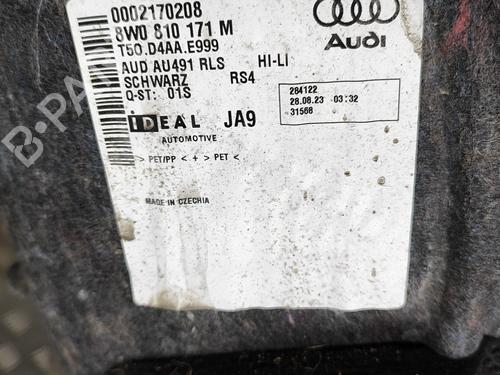 0002170208
8W0 810 171 M
T50.D4AA.E999
AUD AU491 RLS HI-LI
SCHWARZ RS4
Q-ST: 01S
Audi
284122
28.08.23 03:32
31568
IDEAL JA9
AUTOMOTIVE
> PET/PP < + > PET <
MADE IN CZECHIA
B-PARTS